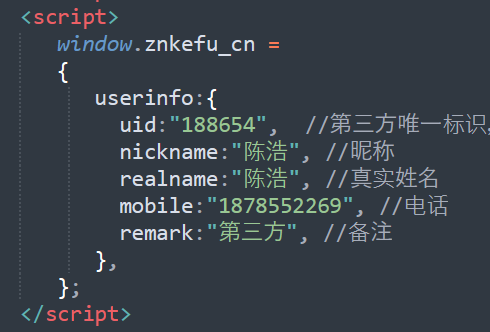 <script>
window.znkefu_cn =
{
userinfo:{
uid:"188654", //第三方唯一标识,
nickname:"陈浩", //昵称
realname:"陈浩", //真实姓名
mobile:"1878552269", //电话
remark:"第三方", //备注
},
};
</script>